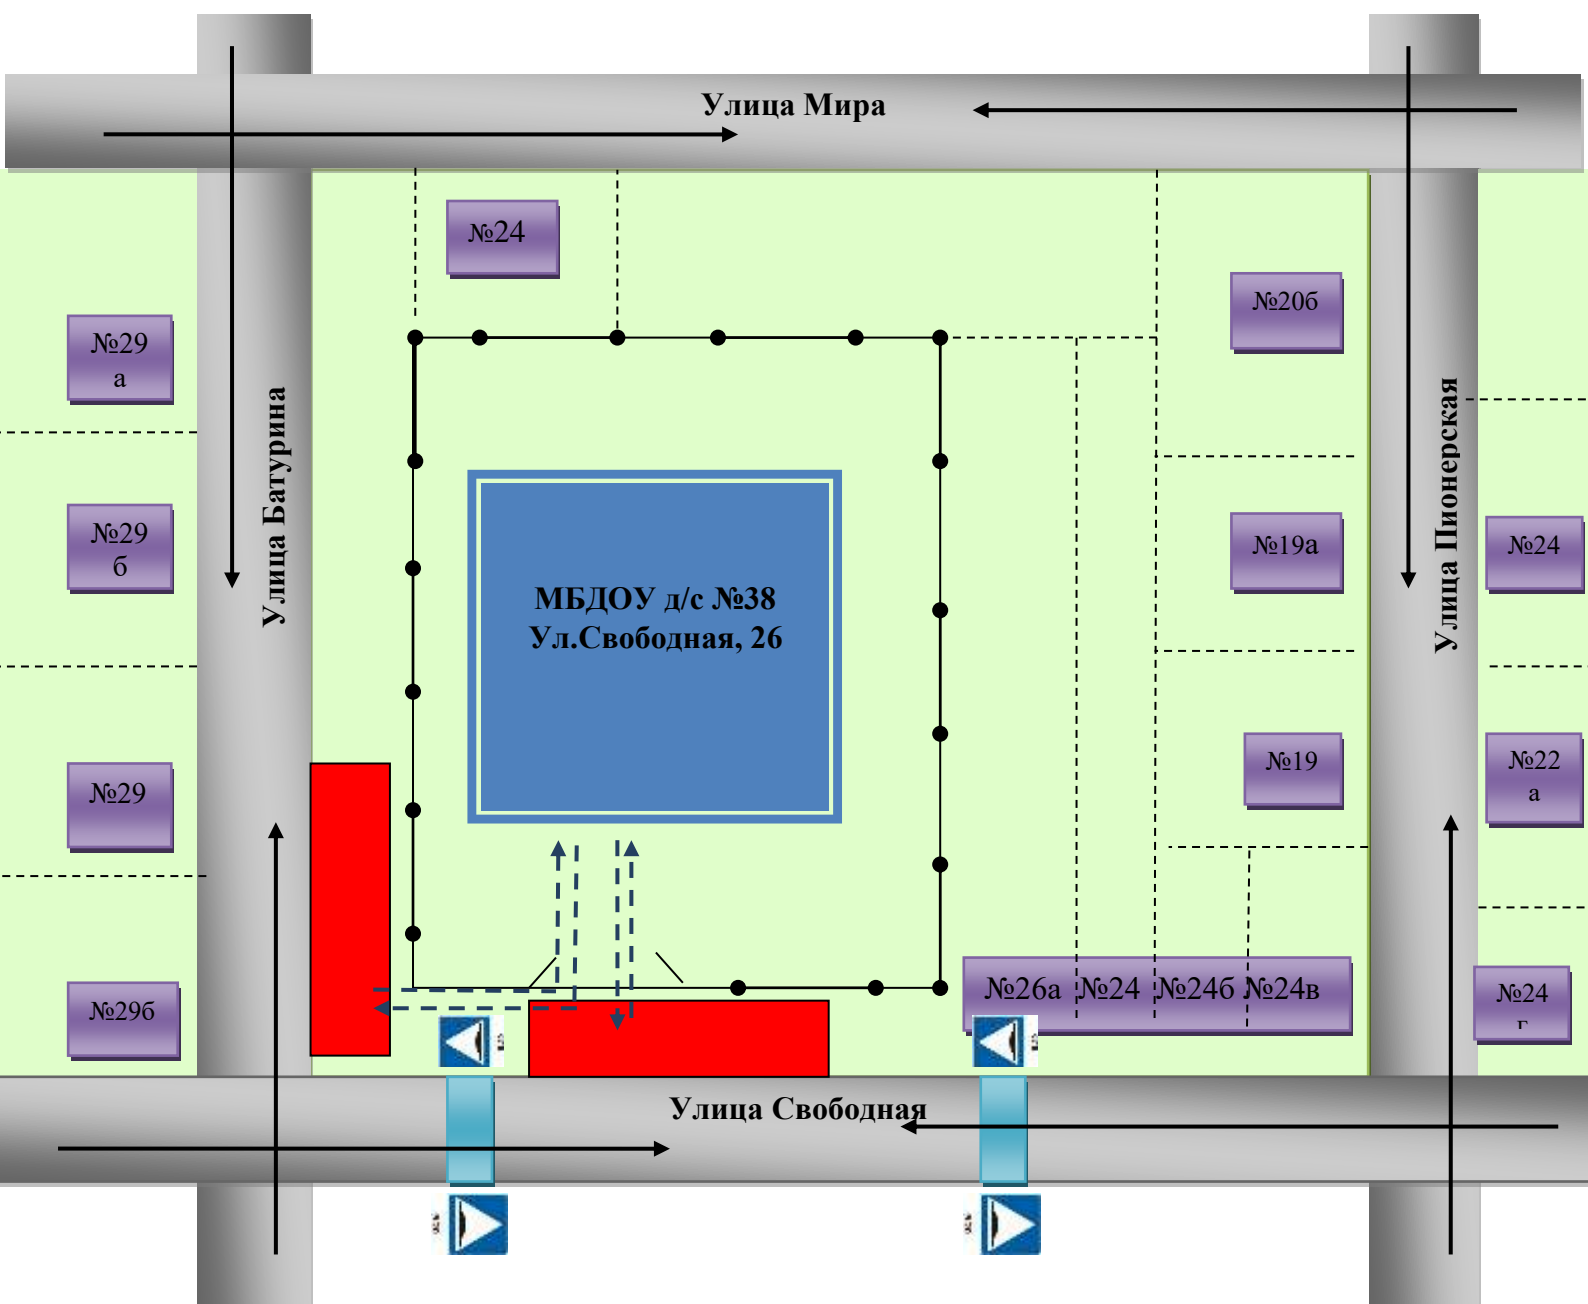 Улица Мира
№24
№20б
№29
а
Улица Батурина
Улица Пионерская
№29
б
№19а
№24
МБДОУ д/с №38
Ул.Свободная, 26
№29
№19
№22
а
№29б
№26а №24 №24б №24в
№24
г
Улица Свободная